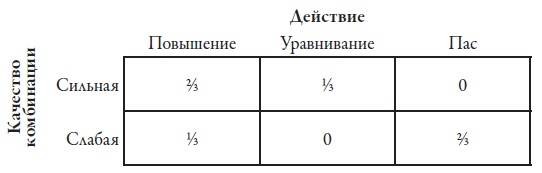 Действие
Повышение Уравнивание Пас
Качество
комбинации
Сильная ⅔ ⅓ 0
Слабая ⅓ 0 ⅔